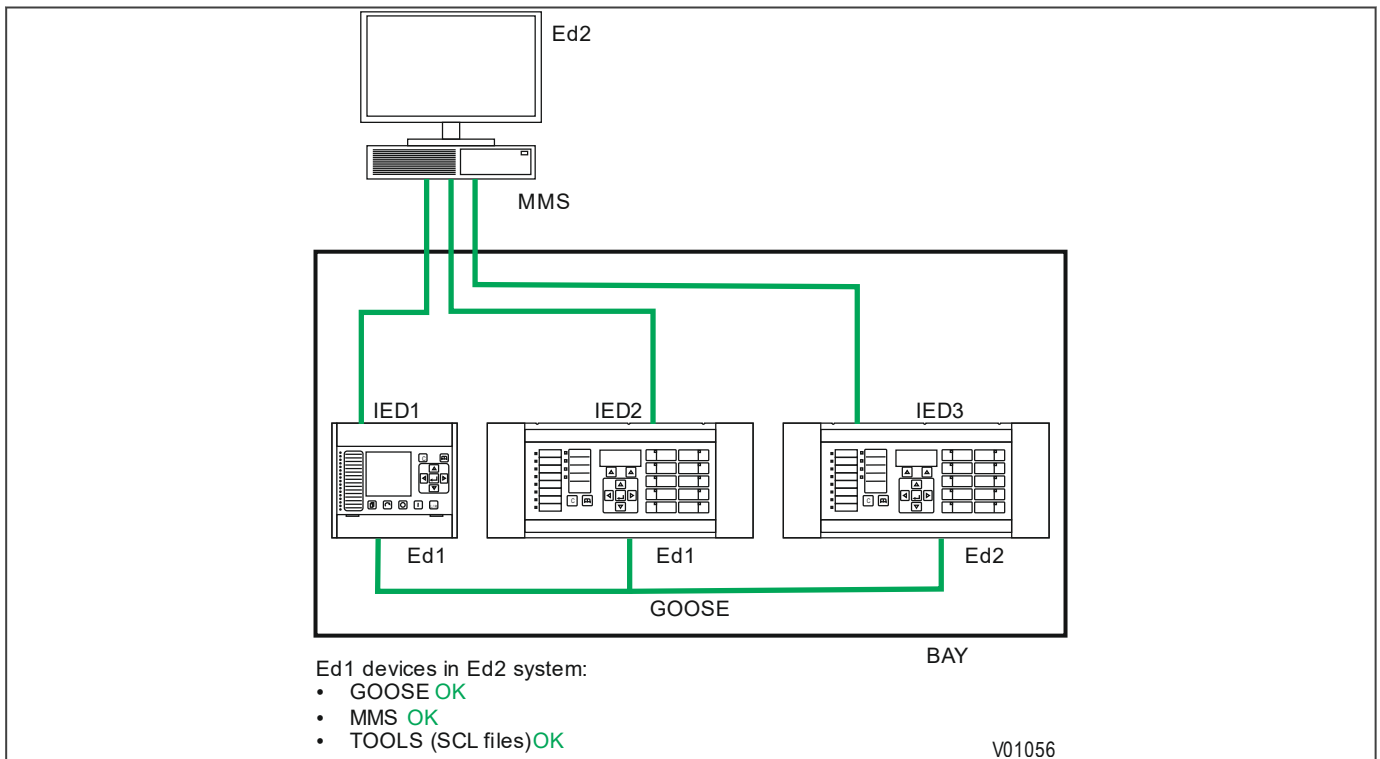 Ed2
MMS
IED1
IED2
IED3
C
C
C
Ed1
Ed1
Ed2
GOOSE
BAY
Ed1 devices in Ed2 system:
• GOOSE OK
• MMS OK
• TOOLS (SCL files)OK
V01056